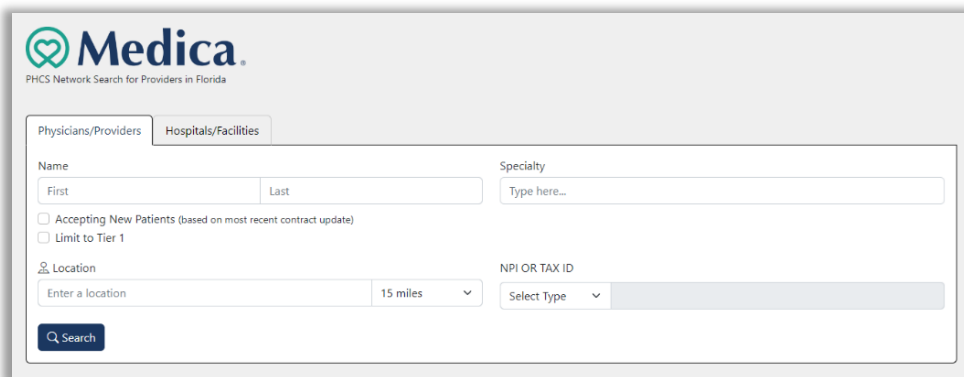 Medica®
PHCS Network Search for Providers in Florida
Physicians/Providers Hospitals/Facilities
Name Specialty
First Last Type here...
Accepting New Patients (based on most recent contract update)
Limit to Tier 1
Location NPI OR TAX ID
Enter a location 15 miles Select Type
Search